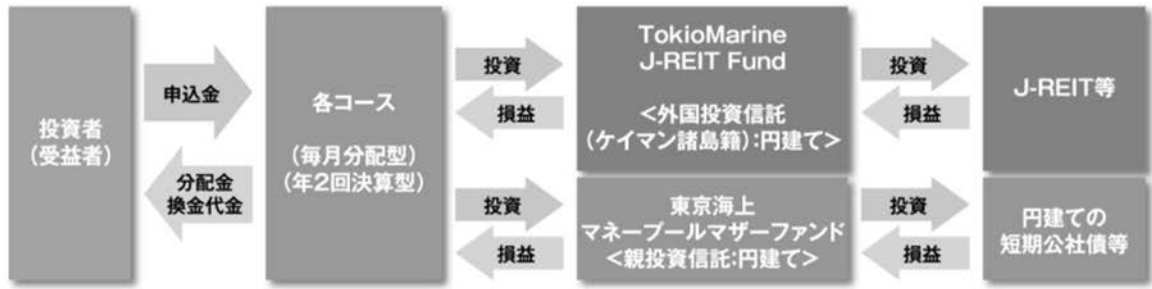 投資者
（受益者）
申込金
分配金
換金代金
各コース
（毎月分配型）
（年2回決算型）
投資
損益
投資
損益
TokioMarine
J-REIT Fund
＜外国投資信託
（ケイマン諸島籍）：円建て＞
東京海上
マネープールマザーファンド
＜親投資信託：円建て＞
投資
損益
投資
損益
J-REIT等
円建ての
短期公社債等